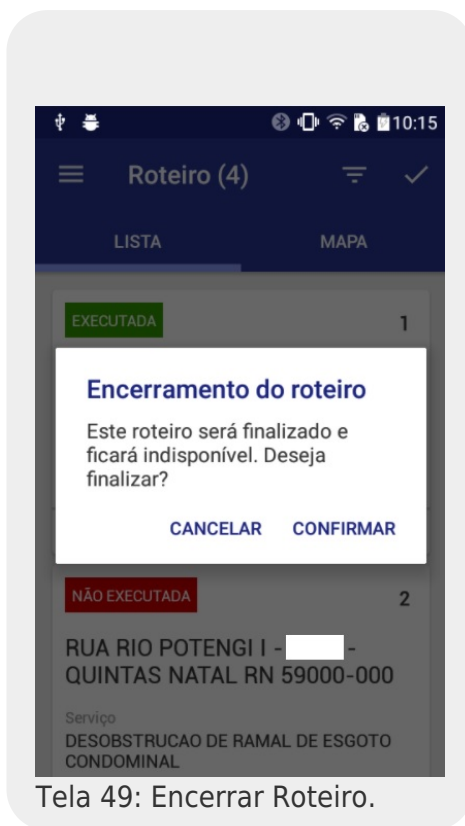 10:15
Roteiro (4)
LISTA MAPA
EXECUTADA 1
Encerramento do roteiro
Este roteiro será finalizado e
ficará indisponível. Deseja
finalizar?
CANCELAR CONFIRMAR
NÃO EXECUTADA 2
RUA RIO POTENGI I - -
QUINTAS NATAL RN 59000-000
Serviço
DESOBSTRUCAO DE RAMAL DE ESGOTO
CONDOMINAL
Tela 49: Encerrar Roteiro.